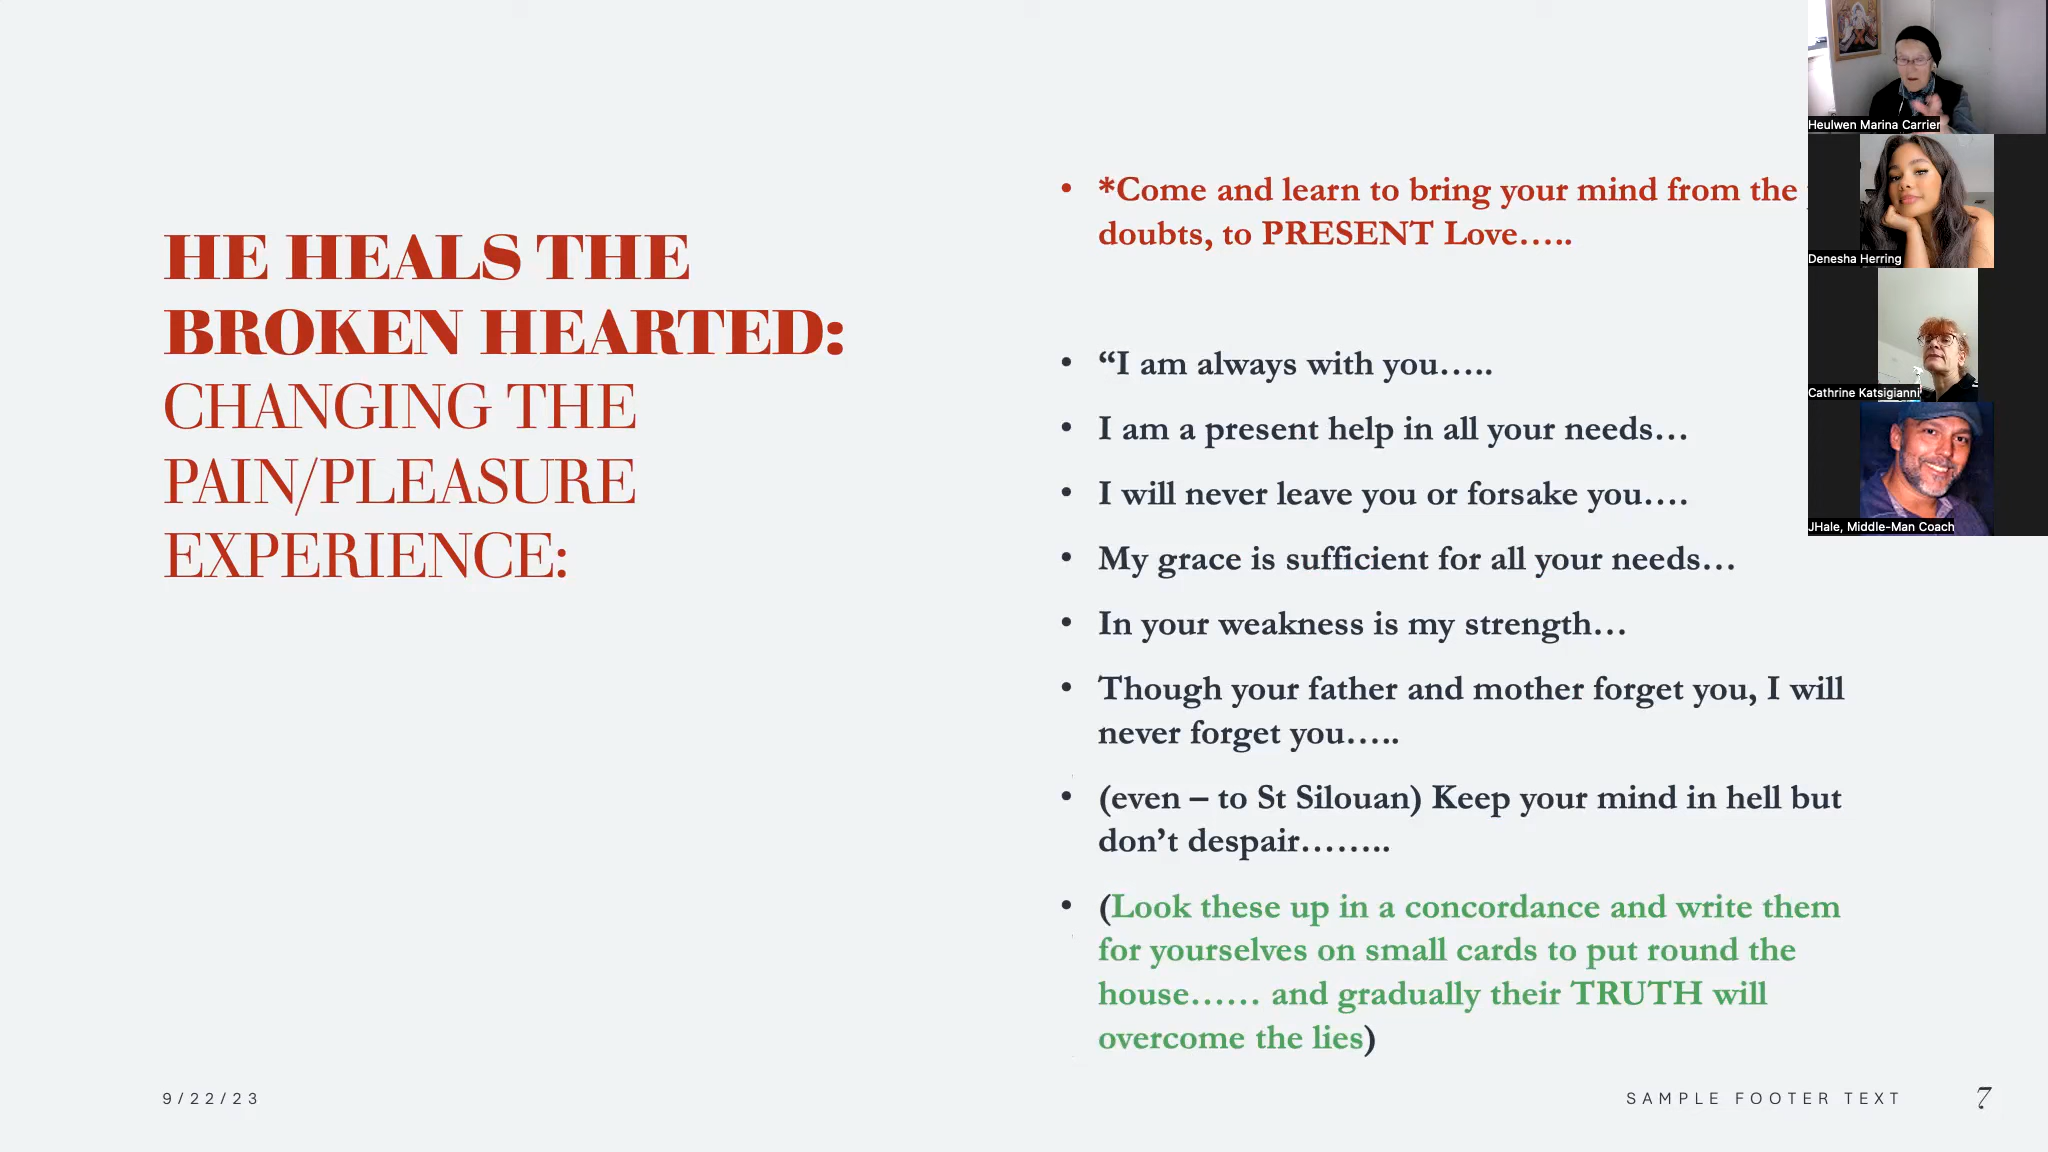 HE HEALS THE
BROKEN HEARTED:
CHANGING THE
PAIN/PLEASURE
EXPERIENCE:
• *Come and learn to bring your mind from the
doubts, to PRESENT Love…..
• “I am always with you…..
• I am a present help in all your needs…
• I will never leave you or forsake you….
• My grace is sufficient for all your needs…
• In your weakness is my strength…
• Though your father and mother forget you, I will
never forget you…..
• (even – to St Silouan) Keep your mind in hell but
don’t despair……..
• (Look these up in a concordance and write them
for yourselves on small cards to put round the
house…… and gradually their TRUTH will
overcome the lies)
9/22/23
SAMPLE FOOTER TEXT
7
Heulwen Marina Carrier
Denesha Herring
Cathrine Katsigianni
JHale, Middle-Man Coach